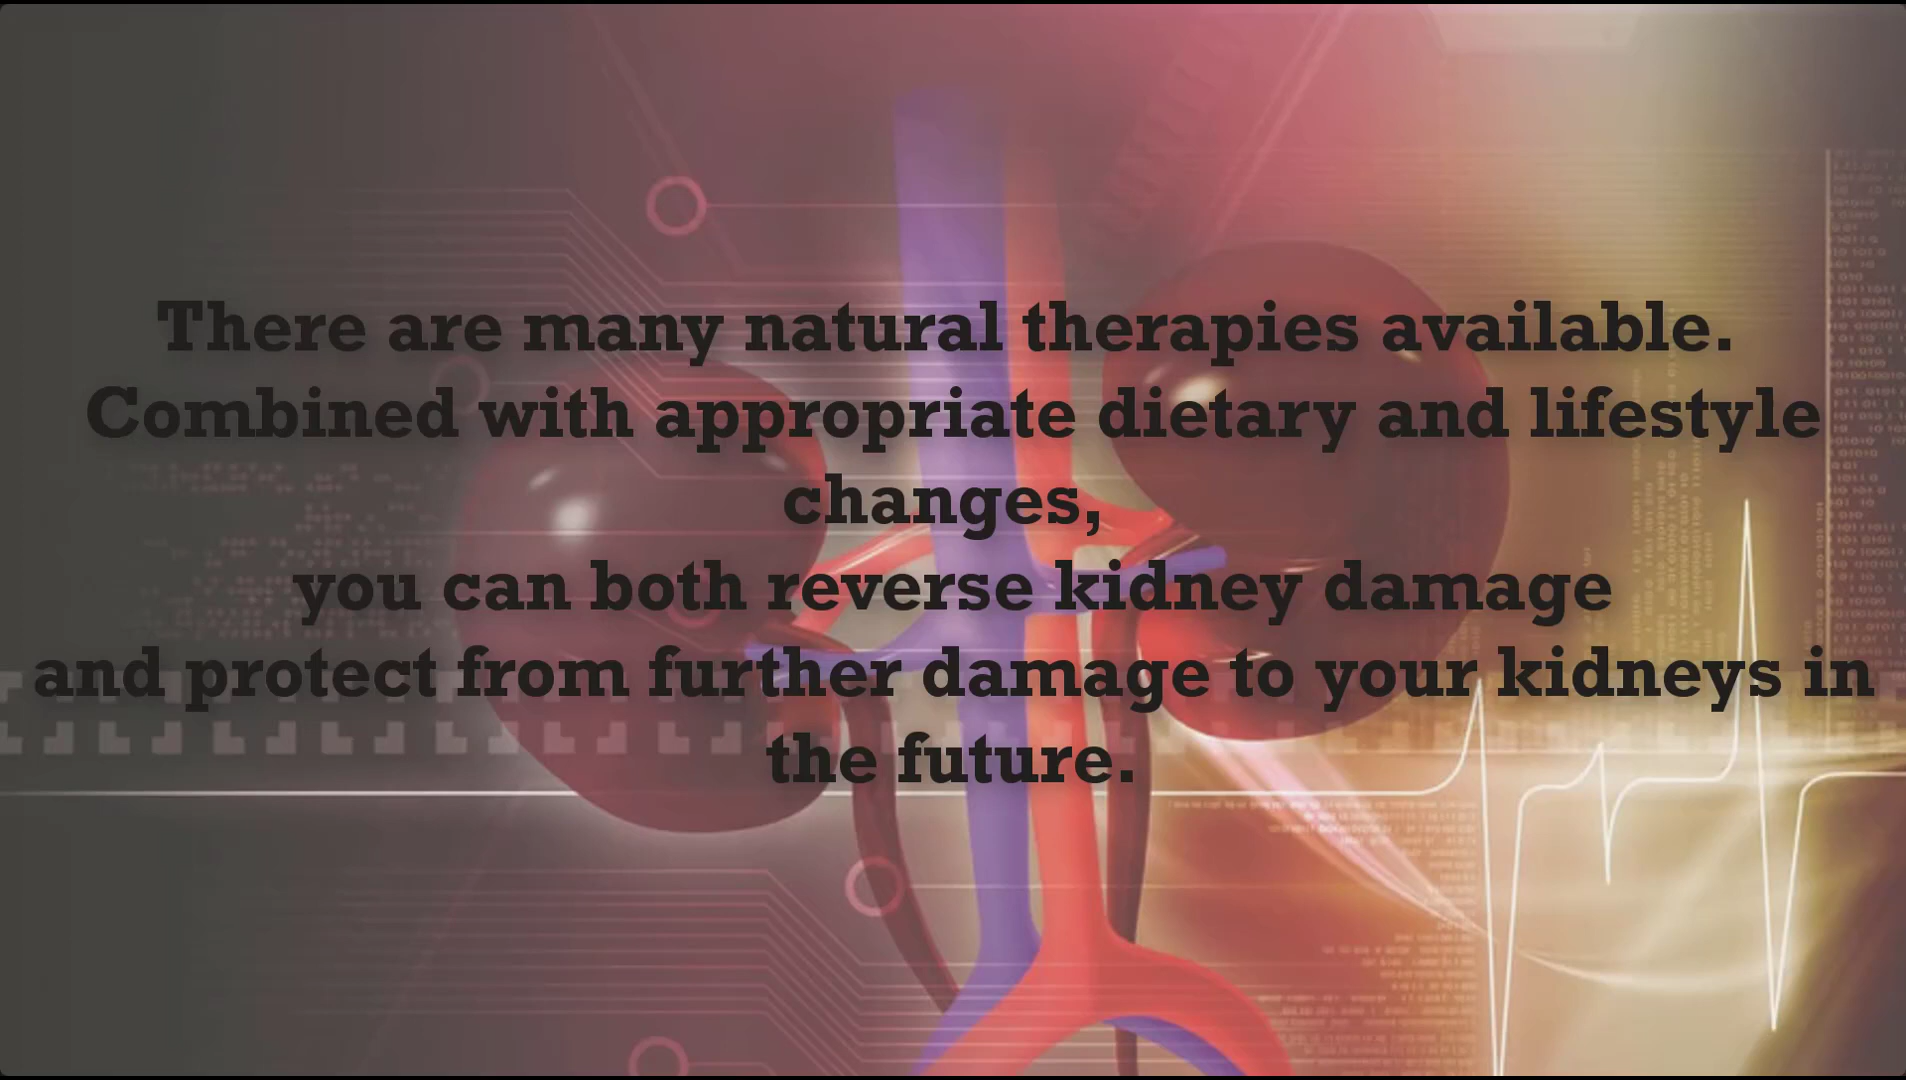 There are many natural therapies available.
Combined with appropriate dietary and lifestyle
changes,
you can both reverse kidney damage
and protect from further damage to your kidneys in
the future.